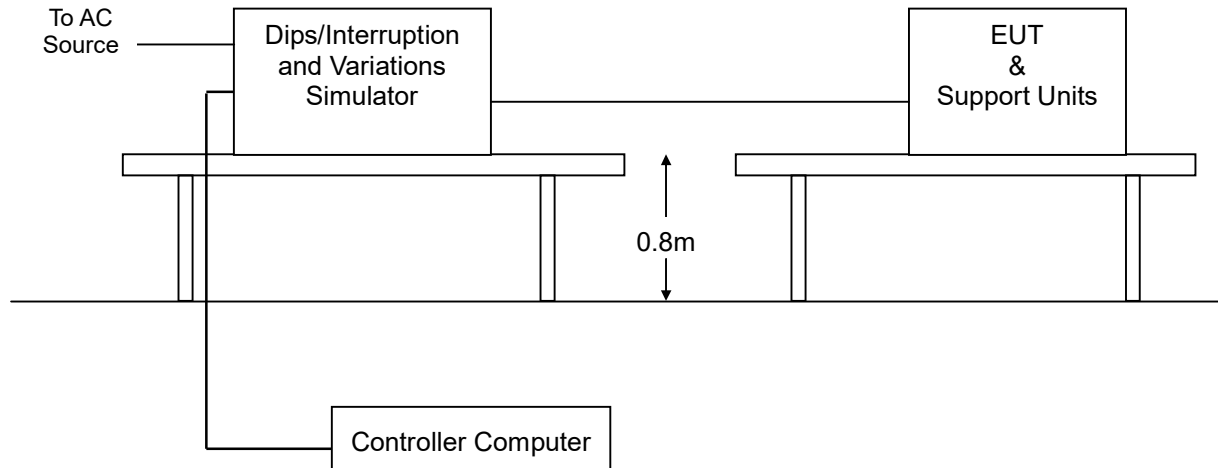 To AC
Source
Dips/Interruption
and Variations
Simulator
EUT
&
Support Units
0.8m
Controller Computer